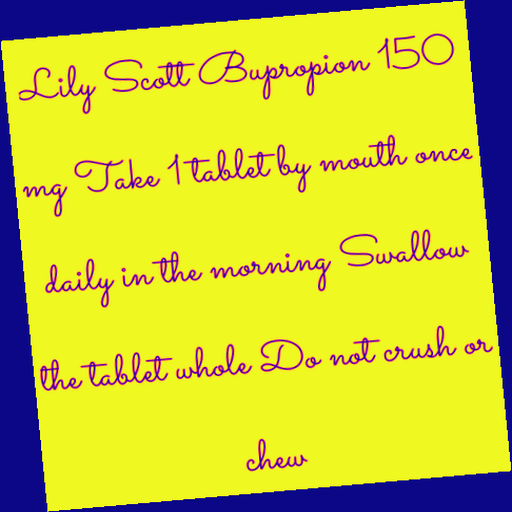 Lily Scott Bupropion 150
mg Take 1 tablet by mouth once
daily in the morning Swallow
the tablet whole Do not crush or
chew